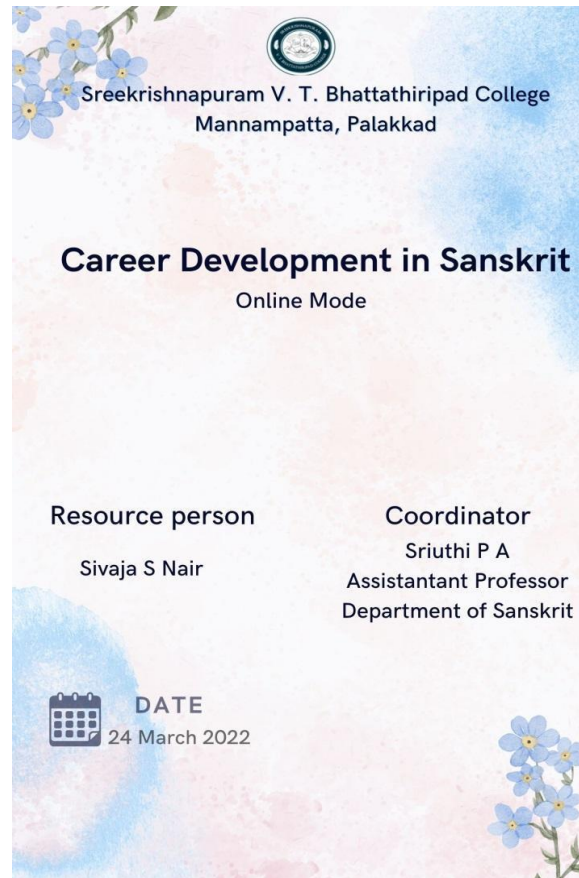 Sreekrishnapuram V. T. Bhattathiripad College
Mannampatta, Palakkad
Career Development in Sanskrit
Online Mode
Resource person
Sivaja S Nair
Coordinator
Sriuthi P A
Assistantant Professor
Department of Sanskrit
DATE
24 March 2022